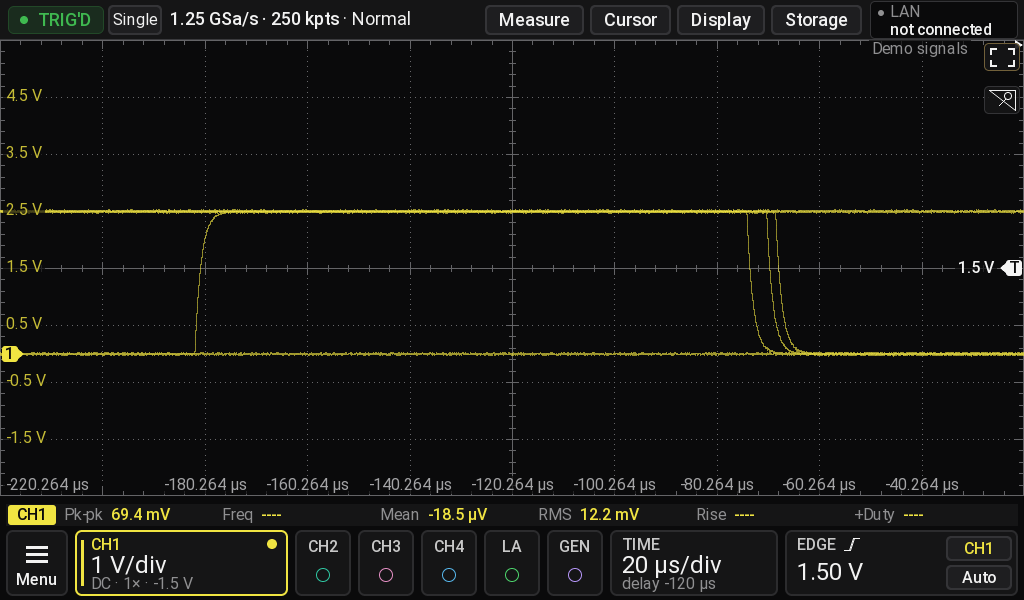 TRIG'D Single 1.25 GSa/s · 250 kpts · Normal Measure Cursor Display Storage LAN
not connected
Demo signals
4.5 V
3.5 V
2.5 V
1.5 V 1.5 V T
0.5 V
1
-0.5 V
-1.5 V
-220.264 µs -180.264 µs -160.264 µs -140.264 µs -120.264 µs -100.264 µs -80.264 µs -60.264 µs -40.264 µs
CH1 Pk-pk 69.4 mV Freq ---- Mean -18.5 µV RMS 12.2 mV Rise ---- +Duty ----
Menu
CH1
1 V/div
DC · 1× · -1.5 V
CH2 CH3 CH4 LA GEN
TIME
20 µs/div
delay -120 µs
EDGE CH1
1.50 V Auto